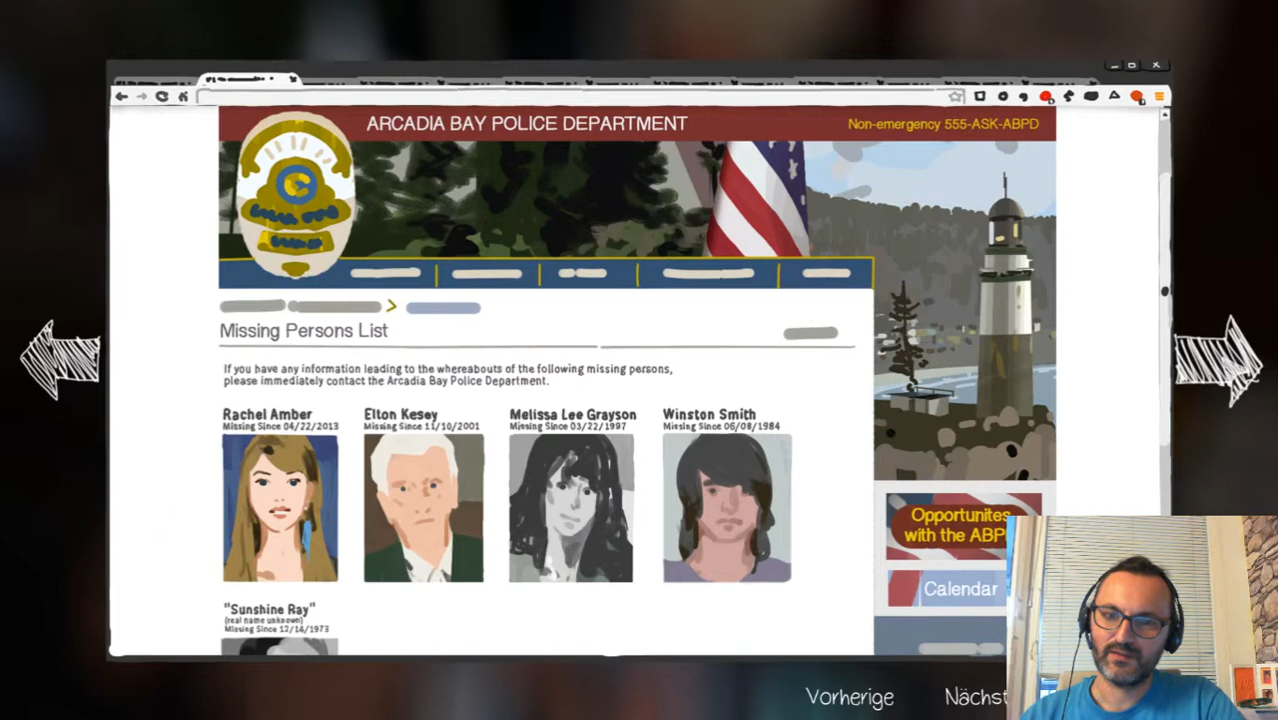 ARCADIA BAY POLICE DEPARTMENT
Non-emergency 555-ASK-ABPD
Missing Persons List
If you have any information leading to the whereabouts of the following missing persons,
please immediately contact the Arcadia Bay Police Department.
Rachel Amber
Missing Since 04/22/2013
Elton Kesey
Missing Since 11/10/2001
Melissa Lee Grayson
Missing Since 03/22/1997
Winston Smith
Missing Since 06/08/1984
"Sunshine Ray"
(real name unknown)
Missing Since 12/14/1973
Opportunites
with the ABP
Calendar
Vorherige
Nächst